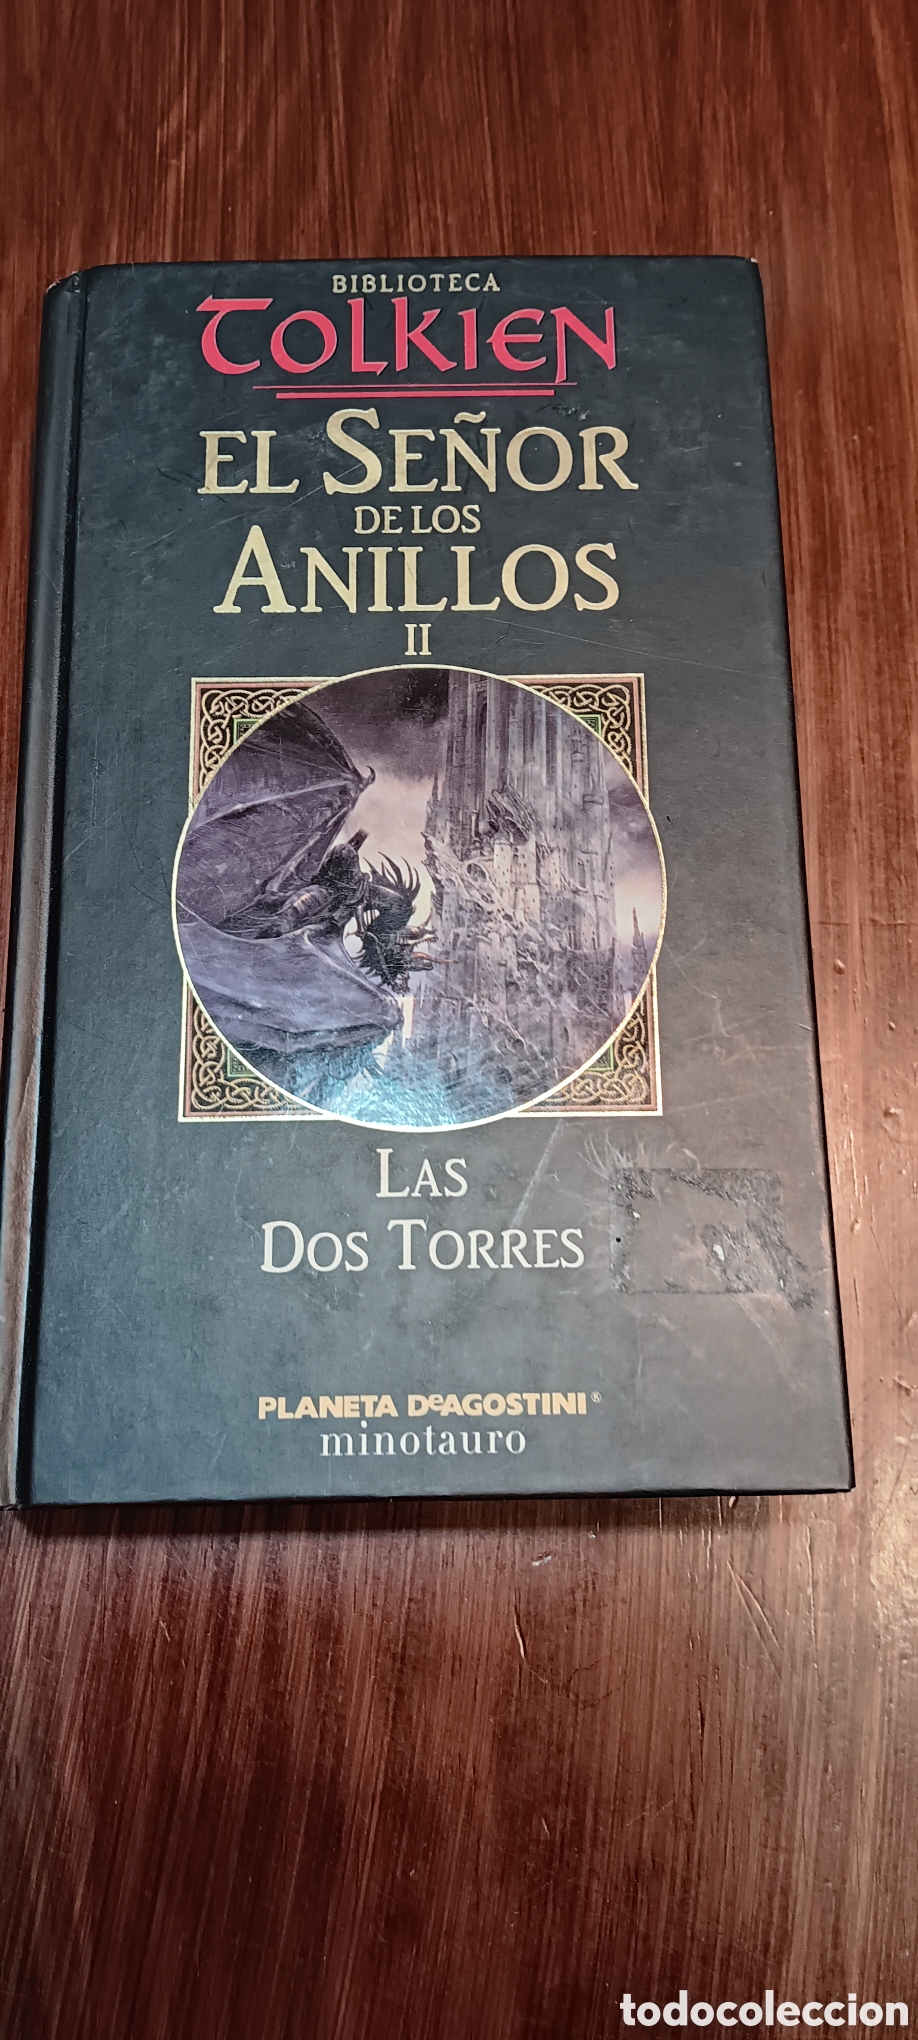 BIBLIOTECA
TOLKIEN
EL SEÑOR
DE LOS
ANILLOS
II
LAS
DOS TORRES
PLANETA DeAGOSTINI®
minotauro
todocoleccion